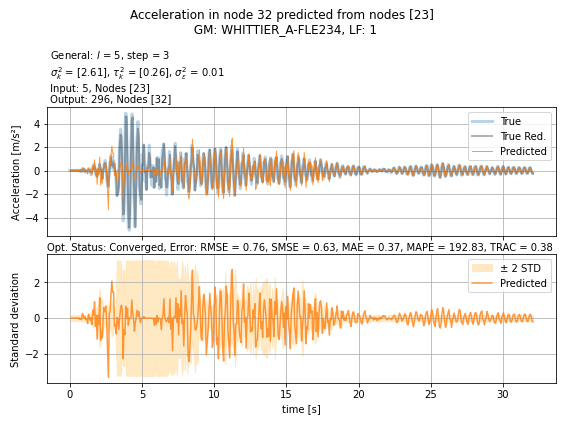 Acceleration in node 32 predicted from nodes [23]
GM: WHITTIER_A-FLE234, LF: 1
General: l = 5, step = 3
σ²ₖ = [2.61], τ²ₖ = [0.26], σ²_ε = 0.01
Input: 5, Nodes [23]
Output: 296, Nodes [32]
Acceleration [m/s²]
4
2
0
−2
−4
True
True Red.
Predicted
Opt. Status: Converged, Error: RMSE = 0.76, SMSE = 0.63, MAE = 0.37, MAPE = 192.83, TRAC = 0.38
Standard deviation
2
0
−2
± 2 STD
Predicted
0 5 10 15 20 25 30
time [s]